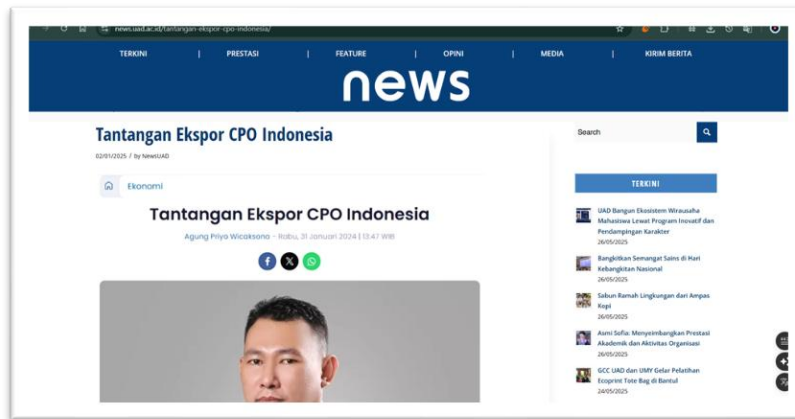 news.uad.ac.id/tantangan-ekspor-cpo-indonesia/
TERKINI | PRESTASI | FEATURE | OPINI | MEDIA | KIRIM BERITA
news
Tantangan Ekspor CPO Indonesia
02/01/2025 / by NewsUAD
Ekonomi
Tantangan Ekspor CPO Indonesia
Agung Priyo Wicaksono - Rabu, 31 Januari 2024 | 13:47 WIB
Search
TERKINI
UAD Bangun Ekosistem Wirausaha
Mahasiswa Lewat Program Inovatif dan
Pendampingan Karakter
26/05/2025
Bangkitkan Semangat Sains di Hari
Kebangkitan Nasional
26/05/2025
Sabun Ramah Lingkungan dari Ampas
Kopi
26/05/2025
Asmi Sofia: Menyeimbangkan Prestasi
Akademik dan Aktivitas Organisasi
26/05/2025
GCC UAD dan UMY Gelar Pelatihan
Ecoprint Tote Bag di Bantul
24/05/2025